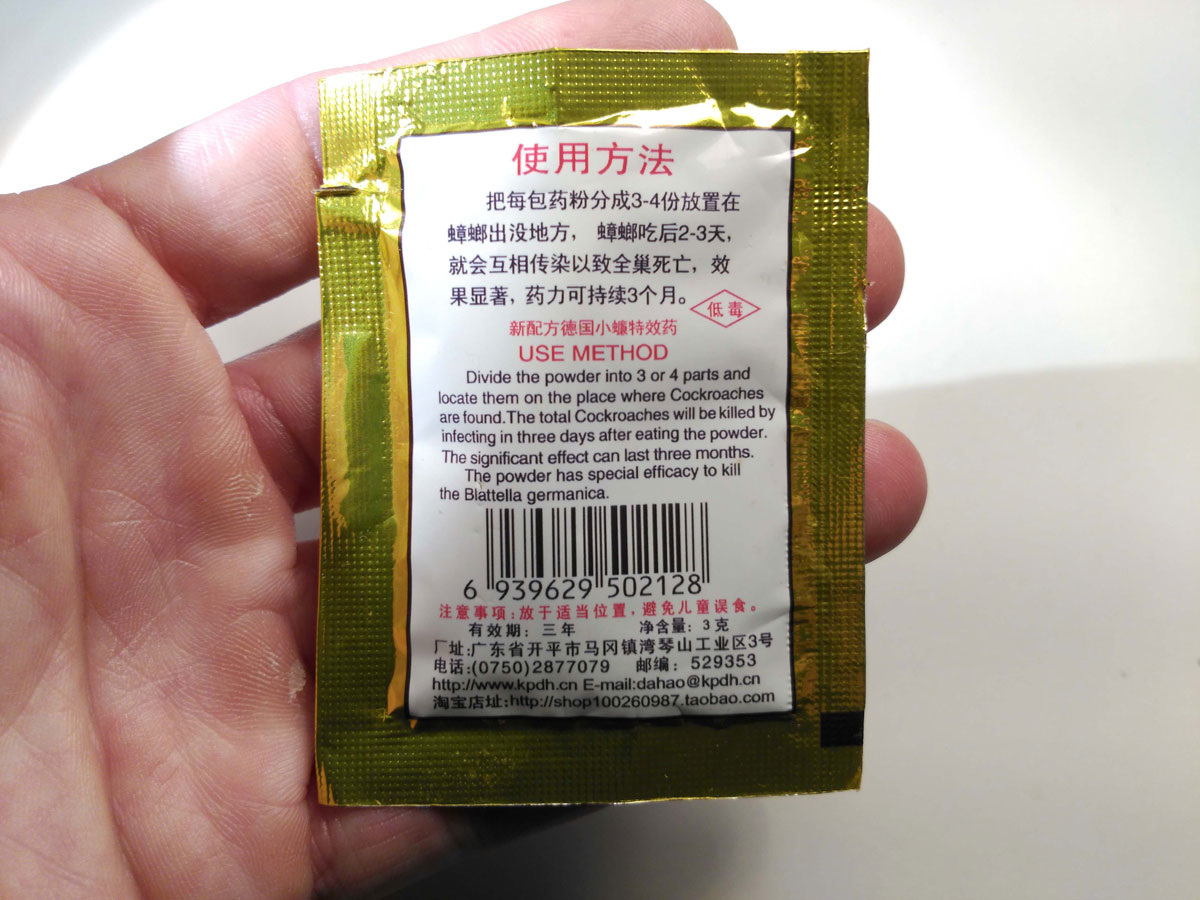 使用方法
把每包药粉分成3-4份放置在
蟑螂出没地方， 蟑螂吃后2-3天，
就会互相传染以致全巢死亡，效
果显著，药力可持续3个月。
低毒
新配方德国小蠊特效药
USE METHOD
Divide the powder into 3 or 4 parts and
locate them on the place where Cockroaches
are found.The total Cockroaches will be killed by
infecting in three days after eating the powder.
The significant effect can last three months.
The powder has special efficacy to kill
the Blattella germanica.
6 939629 502128
注意事项:放于适当位置，避免儿童误食。
有效期：三年 净含量：3克
厂址:广东省开平市马冈镇湾琴山工业区3号
电话:(0750)2877079 邮编：529353
http://www.kpdh.cn E-mail:dahao@kpdh.cn
淘宝店址:http://shop100260987.taobao.com